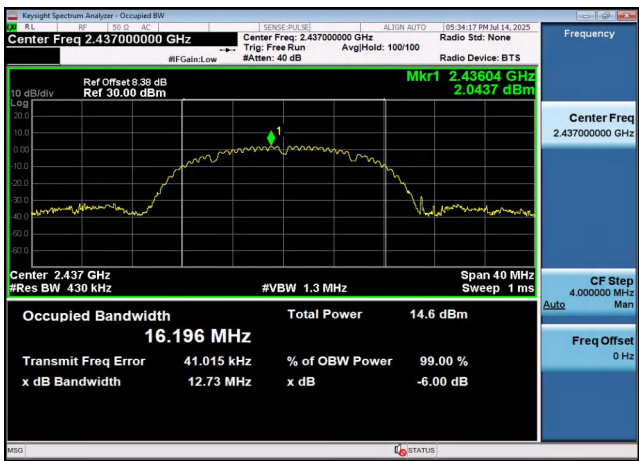 Keysight Spectrum Analyzer - Occupied BW
RL RF 50 Ω AC SENSE:PULSE ALIGN AUTO 05:34:17 PM Jul 14, 2025
Center Freq 2.437000000 GHz
Center Freq: 2.437000000 GHz
Radio Std: None
Trig: Free Run Avg|Hold: 100/100
#IFGain:Low #Atten: 40 dB Radio Device: BTS
Ref Offset 8.38 dB
10 dB/div Ref 30.00 dBm
Mkr1 2.43604 GHz
2.0437 dBm
Log
20.0
10.0
0.00
-10.0
-20.0
-30.0
-40.0
-50.0
-60.0
1
Center 2.437 GHz Span 40 MHz
#Res BW 430 kHz #VBW 1.3 MHz Sweep 1 ms
Occupied Bandwidth Total Power 14.6 dBm
16.196 MHz
Transmit Freq Error 41.015 kHz % of OBW Power 99.00 %
x dB Bandwidth 12.73 MHz x dB -6.00 dB
Frequency
Center Freq
2.437000000 GHz
CF Step
4.000000 MHz
Auto Man
Freq Offset
0 Hz
MSG STATUS